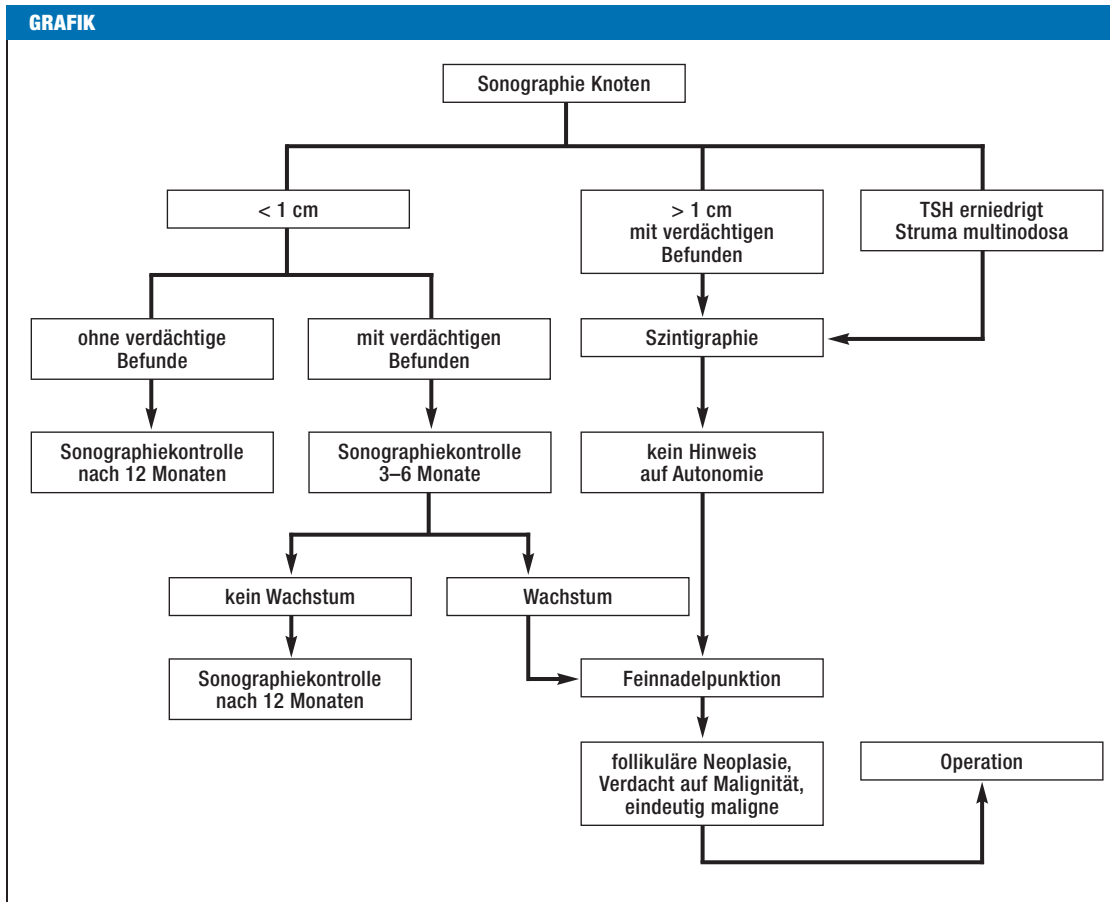 GRAFIK
Sonographie Knoten
< 1 cm
> 1 cm
mit verdächtigen
Befunden
TSH erniedrigt
Struma multinodosa
ohne verdächtige
Befunde
mit verdächtigen
Befunden
Szintigraphie
Sonographiekontrolle
nach 12 Monaten
Sonographiekontrolle
3–6 Monate
kein Hinweis
auf Autonomie
kein Wachstum
Wachstum
Sonographiekontrolle
nach 12 Monaten
Feinnadelpunktion
follikuläre Neoplasie,
Verdacht auf Malignität,
eindeutig maligne
Operation